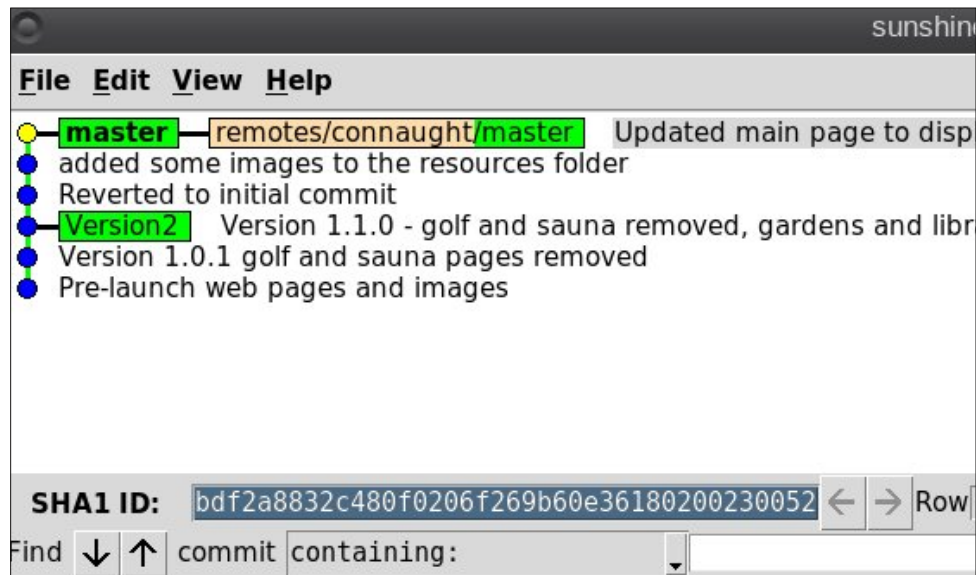 sunshin
File Edit View Help
master remotes/connaught/master Updated main page to disp
added some images to the resources folder
Reverted to initial commit
Version2 Version 1.1.0 - golf and sauna removed, gardens and libr
Version 1.0.1 golf and sauna pages removed
Pre-launch web pages and images
SHA1 ID: bdf2a8832c480f0206f269b60e36180200230052 ← → Row
Find ↓ ↑ commit containing: